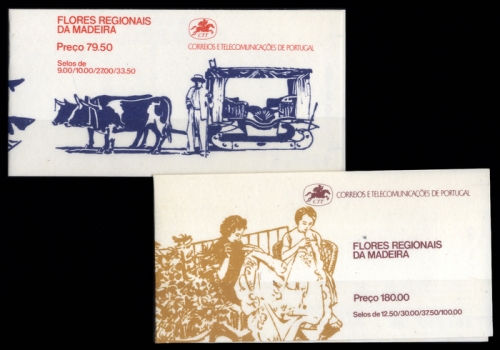 FLORES REGIONAIS
DA MADEIRA
Preço 79.50
Selos de
9.00/10.00/27.00/33.50
CTT
CORREIOS E TELECOMUNICAÇÕES DE PORTUGAL
CTT
CORREIOS E TELECOMUNICAÇÕES DE PORTUGAL
FLORES REGIONAIS
DA MADEIRA
Preço 180.00
Selos de 12.50/30.00/37.50/100.00